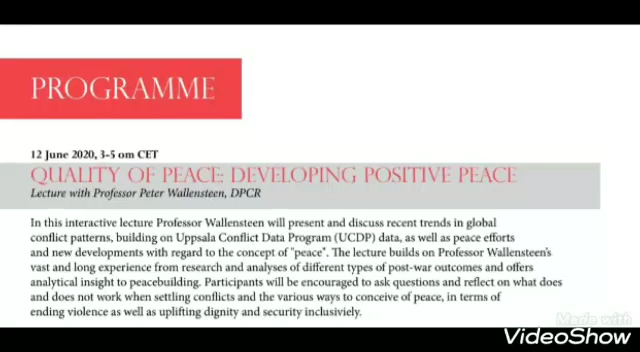 PROGRAMME
12 June 2020, 3-5 om CET
QUALITY OF PEACE: DEVELOPING POSITIVE PEACE
Lecture with Professor Peter Wallensteen, DPCR
In this interactive lecture Professor Wallensteen will present and discuss recent trends in global
conflict patterns, building on Uppsala Conflict Data Program (UCDP) data, as well as peace efforts
and new developments with regard to the concept of "peace". The lecture builds on Professor Wallensteen's
vast and long experience from research and analyses of different types of post-war outcomes and offers
analytical insight to peacebuilding. Participants will be encouraged to ask questions and reflect on what does
and does not work when settling conflicts and the various ways to conceive of peace, in terms of
ending violence as well as uplifting dignity and security inclusiviely.
Made with
VideoShow